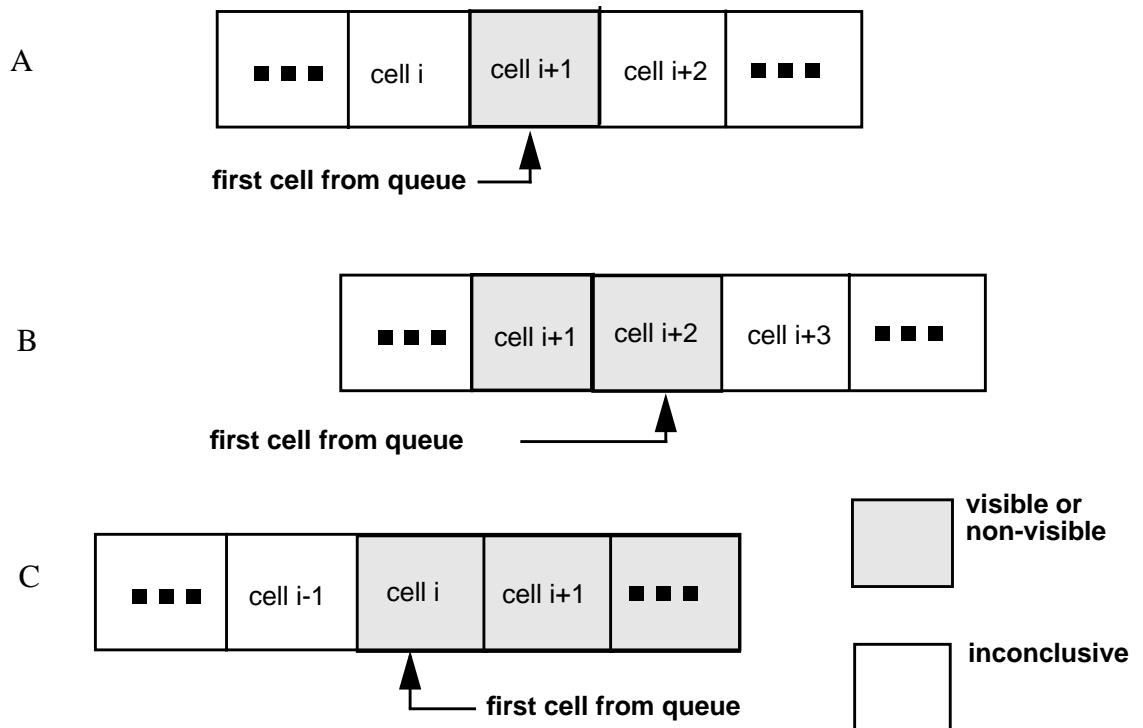 A
cell i
cell i+1
cell i+2
first cell from queue
B
cell i+1
cell i+2
cell i+3
first cell from queue
C
cell i-1
cell i
cell i+1
first cell from queue
visible or
non-visible
inconclusive